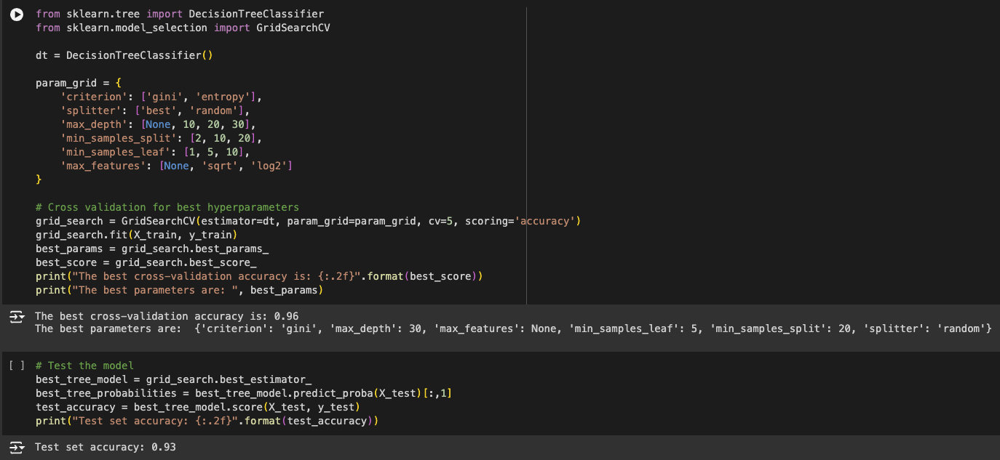 from sklearn.tree import DecisionTreeClassifier
from sklearn.model_selection import GridSearchCV
dt = DecisionTreeClassifier()
param_grid = {
    'criterion': ['gini', 'entropy'],
    'splitter': ['best', 'random'],
    'max_depth': [None, 10, 20, 30],
    'min_samples_split': [2, 10, 20],
    'min_samples_leaf': [1, 5, 10],
    'max_features': [None, 'sqrt', 'log2']
}
# Cross validation for best hyperparameters
grid_search = GridSearchCV(estimator=dt, param_grid=param_grid, cv=5, scoring='accuracy')
grid_search.fit(X_train, y_train)
best_params = grid_search.best_params_
best_score = grid_search.best_score_
print("The best cross-validation accuracy is: {:.2f}".format(best_score))
print("The best parameters are: ", best_params)
The best cross-validation accuracy is: 0.96
The best parameters are:  {'criterion': 'gini', 'max_depth': 30, 'max_features': None, 'min_samples_leaf': 5, 'min_samples_split': 20, 'splitter': 'random'}
[ ] # Test the model
best_tree_model = grid_search.best_estimator_
best_tree_probabilities = best_tree_model.predict_proba(X_test)[:,1]
test_accuracy = best_tree_model.score(X_test, y_test)
print("Test set accuracy: {:.2f}".format(test_accuracy))
Test set accuracy: 0.93